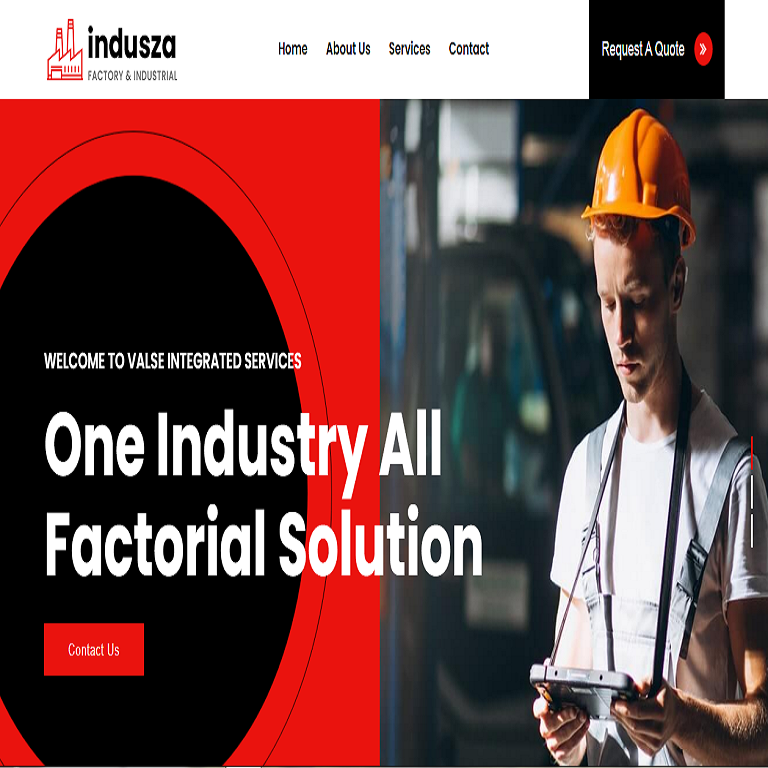 indusza
FACTORY & INDUSTRIAL
Home About Us Services Contact
Request A Quote
WELCOME TO VALSE INTEGRATED SERVICES
One Industry All
Factorial Solution
Contact Us